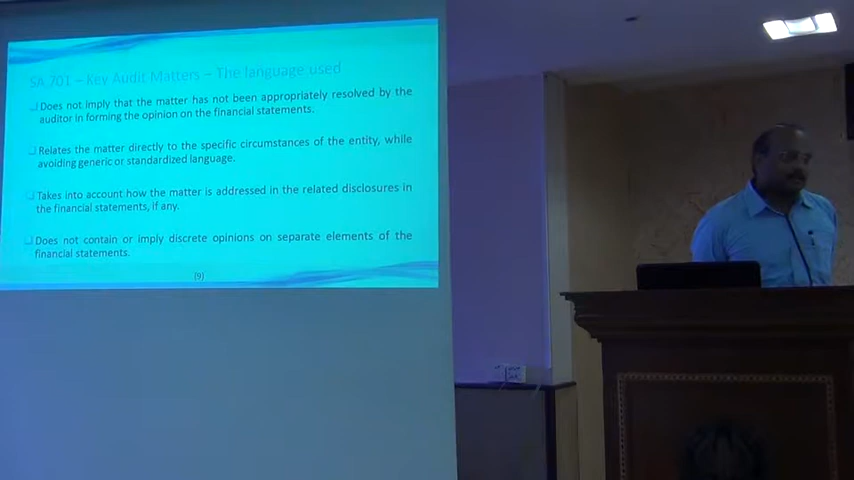 SA 701 – Key Audit Matters – The language used
Does not imply that the matter has not been appropriately resolved by the
auditor in forming the opinion on the financial statements.
Relates the matter directly to the specific circumstances of the entity, while
avoiding generic or standardized language.
Takes into account how the matter is addressed in the related disclosures in
the financial statements, if any.
Does not contain or imply discrete opinions on separate elements of the
financial statements.
(9)